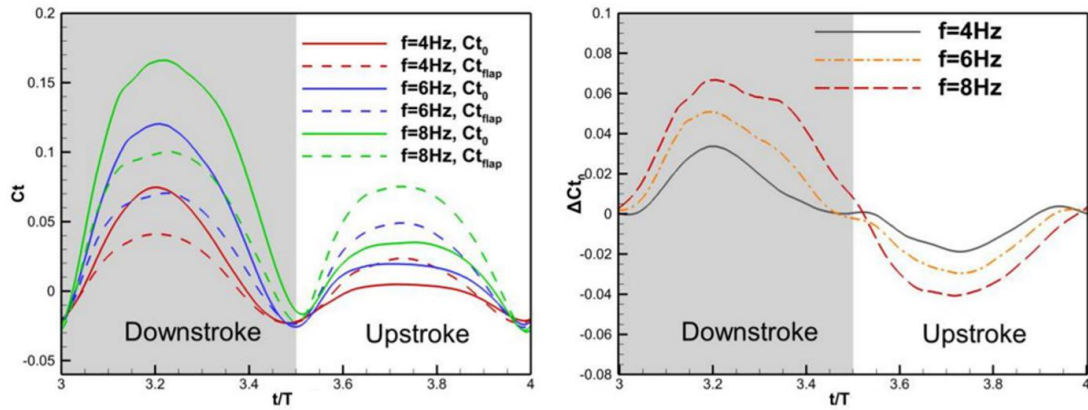 0.2
0.15
0.1
0.05
0
-0.05
Ct
f=4Hz, Ct0
f=4Hz, Ctflap
f=6Hz, Ct0
f=6Hz, Ctflap
f=8Hz, Ct0
f=8Hz, Ctflap
Downstroke
Upstroke
3
3.2
3.4
3.6
3.8
4
t/T
0.1
0.08
0.06
0.04
0.02
0
-0.02
-0.04
-0.06
-0.08
f=4Hz
f=6Hz
f=8Hz
Downstroke
Upstroke
3
3.2
3.4
3.6
3.8
4
t/T